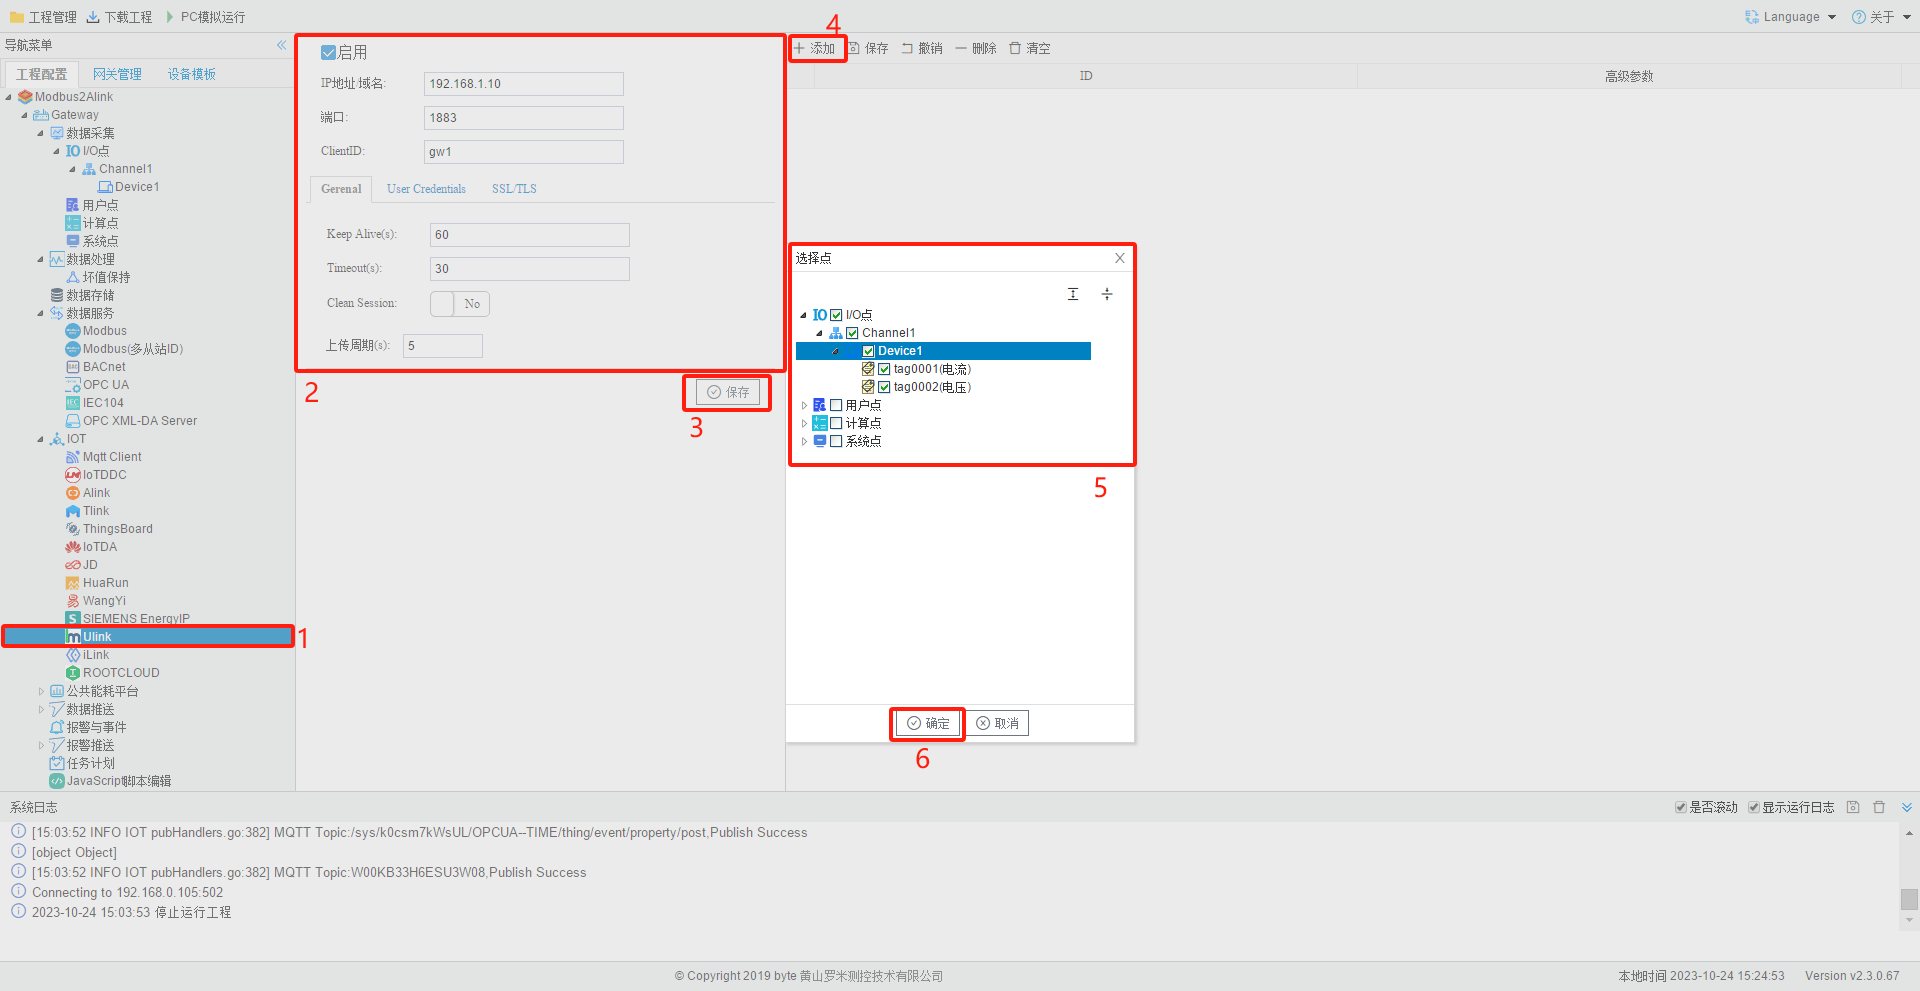 工程管理 下载工程 PC模拟运行 Language 关于
导航菜单
工程配置 网关管理 设备模板
Modbus2Alink
Gateway
数据采集
I/O点
Channel1
Device1
用户点
计算点
系统点
数据处理
坏值保持
数据存储
数据服务
Modbus
Modbus(多从站ID)
BACnet
OPC UA
IEC104
OPC XML-DA Server
IOT
Mqtt Client
IoTDDC
Alink
Tlink
ThingsBoard
IoTDA
JD
HuaRun
WangYi
SIEMENS EnergyIP
Ulink
iLink
ROOTCLOUD
公共能耗平台
数据推送
报警与事件
报警推送
任务计划
JavaScript脚本编辑
1
启用
IP地址/域名: 192.168.1.10
端口: 1883
ClientID: gw1
Gerenal User Credentials SSL/TLS
Keep Alive(s): 60
Timeout(s): 30
Clean Session: No
上传周期(s): 5
2
保存
3
4
添加 保存 撤销 删除 清空
ID 高级参数
选择点
I/O点
Channel1
Device1
tag0001(电流)
tag0002(电压)
用户点
计算点
系统点
5
确定 取消
6
系统日志 是否滚动 显示运行日志
[15:03:52 INFO IOT pubHandlers.go:382] MQTT Topic:/sys/k0csm7kWsUL/OPCUA--TIME/thing/event/property/post,Publish Success
[object Object]
[15:03:52 INFO IOT pubHandlers.go:382] MQTT Topic:W00KB33H6ESU3W08,Publish Success
Connecting to 192.168.0.105:502
2023-10-24 15:03:53 停止运行工程
© Copyright 2019 byte 黄山罗米测控技术有限公司 本地时间 2023-10-24 15:24:53 Version v2.3.0.67